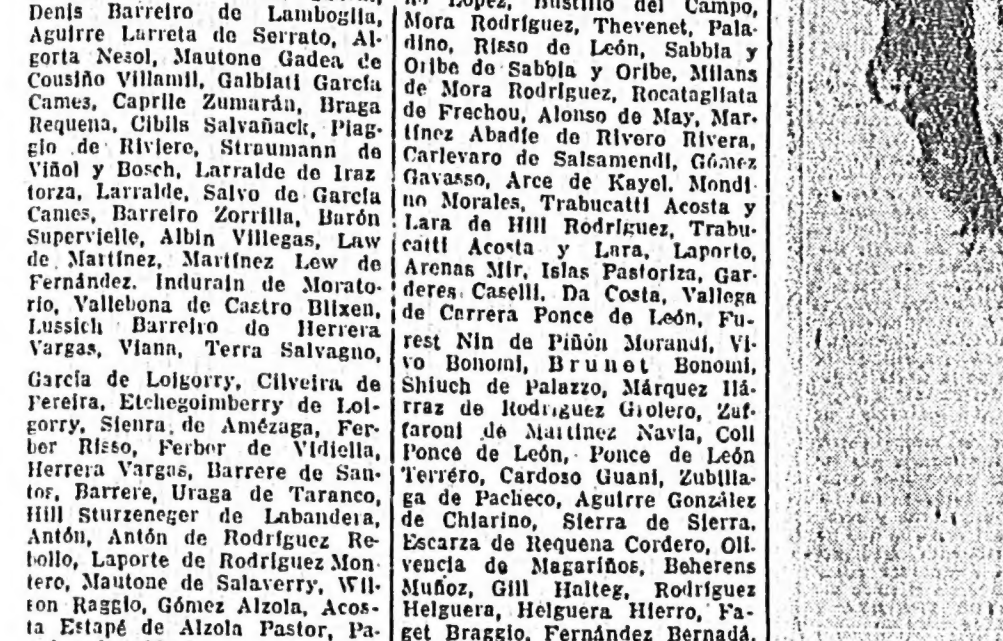 Denis Barreiro de Lamboglia,
Aguirre Larreta de Serrato, Al-
gorta Nesol, Mautone Gadea de
Cousiño Villamil, Galbiati García
Cames, Caprile Zumarán, Braga
Requena, Cibils Salvañack, Piag-
gio de Riviere, Straumann de
Viñol y Bosch, Larralde de Iraz
torza, Larralde, Salvo de García
Cames, Barreiro Zorrilla, Barón
Supervielle, Albin Villegas, Law
de Martínez, Martínez Lew de
Fernández. Indurain de Morato-
rio, Vallebona de Castro Blixen,
Lussich Barreiro de Herrera
Vargas, Viana, Terra Salvagno,
García de Loigorry, Cilveira de
Pereira, Etchegoimberry de Loi-
gorry, Sienra de Amézaga, Fer-
ber Risso, Ferber de Vidiella,
Herrera Vargas, Barrere de San-
tos, Barrere, Uraga de Taranco,
Hill Sturzeneger de Labandera,
Antón, Antón de Rodríguez Re-
bollo, Laporte de Rodríguez Mon
tero, Mautone de Salaverry, Wil-
son Raggio, Gómez Alzola, Acos-
ta Estapé de Alzola Pastor, Pa-
López, Bustillo del Campo,
Mora Rodríguez, Thevenet, Pala-
dino, Risso de León, Sabbia y
Oribe de Sabbia y Oribe, Milans
de Mora Rodríguez, Rocatagliata
de Frechou, Alonso de May, Mar-
tínez Abadie de Rivero Rivera,
Carlevaro de Salsamendi, Gómez
Gavasso, Arce de Kayel. Mondi
no Morales, Trabucatti Acosta y
Lara de Hill Rodríguez, Trabu-
catti Acosta y Lara, Laporto,
Arenas Mir, Islas Pastoriza, Gar-
deres Caselli. Da Costa, Vallega
de Carrera Ponce de León, Fu-
rest Nin de Piñón Morandi, Vi-
vo Bonomi, Brunet Bonomi,
Shiuch de Palazzo, Márquez Ilá-
rraz de Rodríguez Giolero, Zuf-
faroni de Martínez Navia, Coll
Ponce de León, Ponce de León
Terréro, Cardoso Guani, Zubilla-
ga de Pacheco, Aguirre González
de Chiarino, Sierra de Sierra.
Escarza de Requena Cordero, Oli-
vencia de Magariños, Beherens
Muñoz, Gill Halteg, Rodríguez
Helguera, Helguera Hierro, Fa-
get Braggio, Fernández Bernadá,